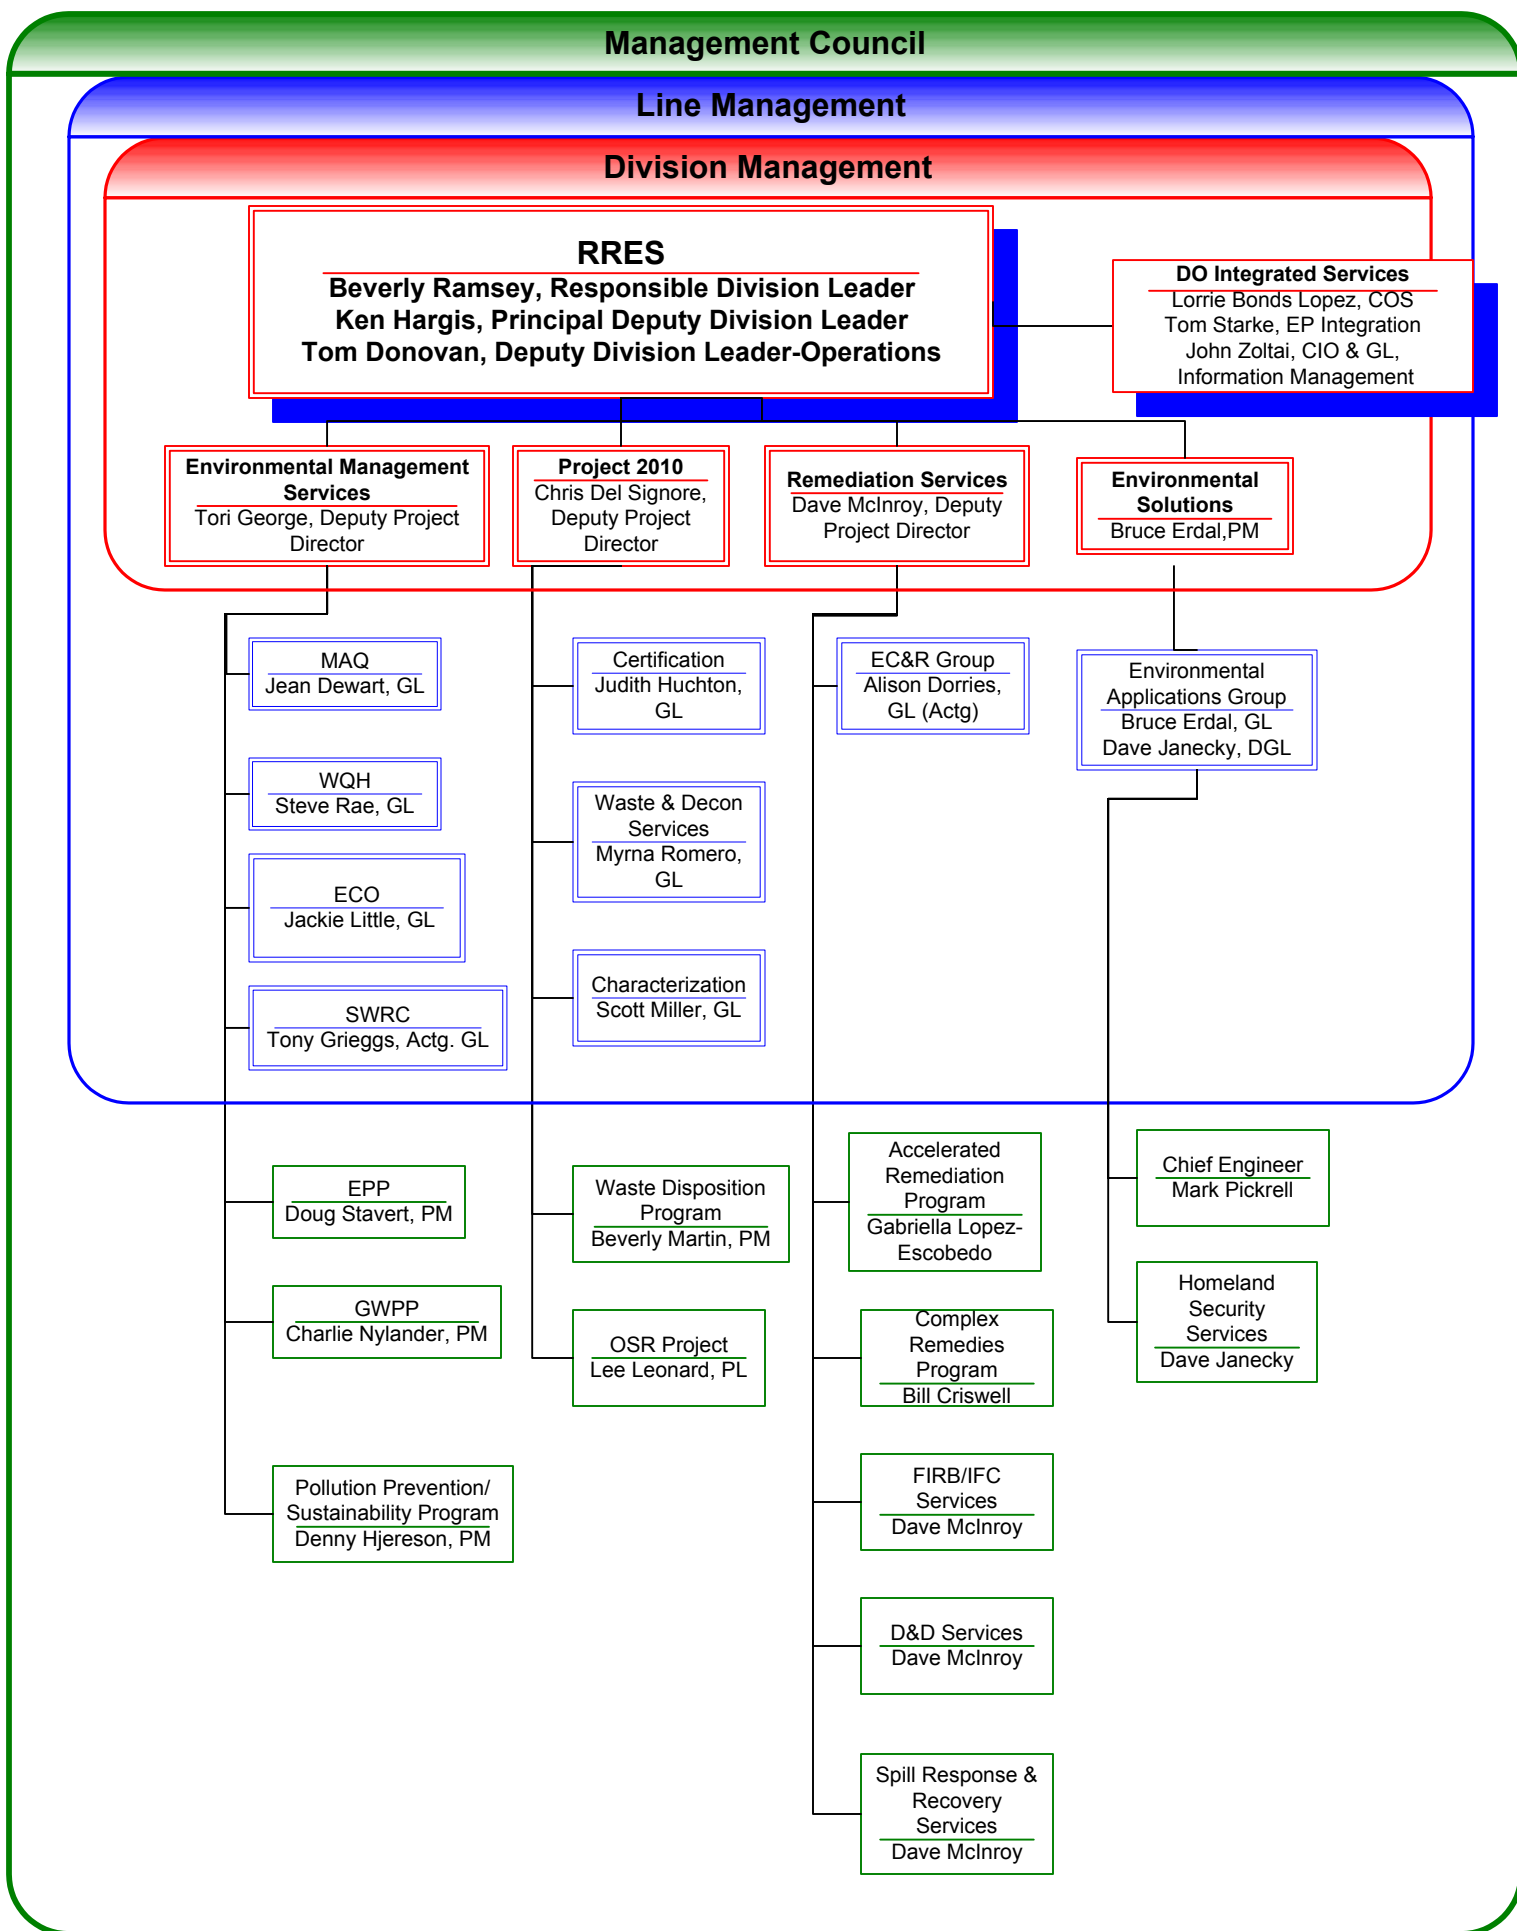 Management Council
Line Management
Division Management
RRES
Beverly Ramsey, Responsible Division Leader
Ken Hargis, Principal Deputy Division Leader
Tom Donovan, Deputy Division Leader-Operations
DO Integrated Services
Lorrie Bonds Lopez, COS
Tom Starke, EP Integration
John Zoltai, CIO & GL,
Information Management
Environmental Management
Services
Tori George, Deputy Project
Director
Project 2010
Chris Del Signore,
Deputy Project
Director
Remediation Services
Dave McInroy, Deputy
Project Director
Environmental
Solutions
Bruce Erdal,PM
MAQ
Jean Dewart, GL
WQH
Steve Rae, GL
ECO
Jackie Little, GL
SWRC
Tony Grieggs, Actg. GL
EPP
Doug Stavert, PM
GWPP
Charlie Nylander, PM
Pollution Prevention/
Sustainability Program
Denny Hjereson, PM
Certification
Judith Huchton,
GL
Waste & Decon
Services
Myrna Romero,
GL
Characterization
Scott Miller, GL
Waste Disposition
Program
Beverly Martin, PM
OSR Project
Lee Leonard, PL
EC&R Group
Alison Dorries,
GL (Actg)
Accelerated
Remediation
Program
Gabriella Lopez-
Escobedo
Complex
Remedies
Program
Bill Criswell
FIRB/IFC
Services
Dave McInroy
D&D Services
Dave McInroy
Spill Response &
Recovery
Services
Dave McInroy
Environmental
Applications Group
Bruce Erdal, GL
Dave Janecky, DGL
Chief Engineer
Mark Pickrell
Homeland
Security
Services
Dave Janecky